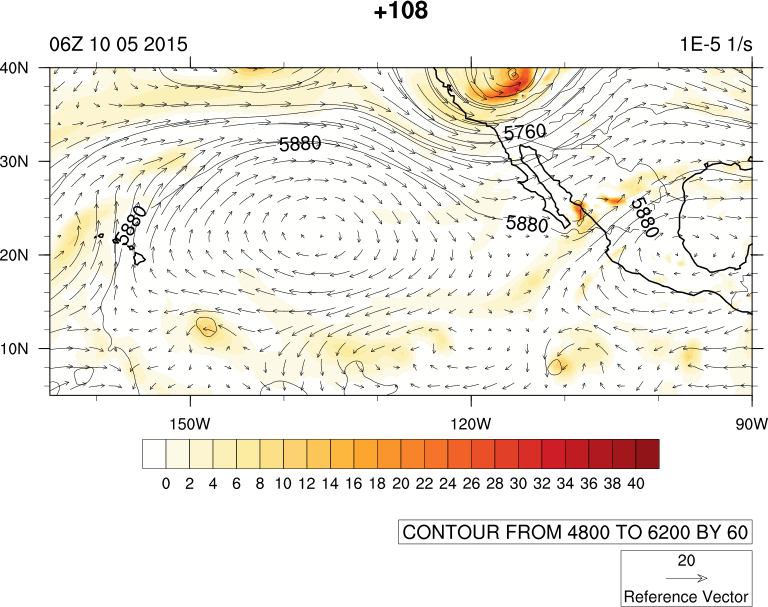 +108
06Z 10 05 2015 1E-5 1/s
40N
5760
5880
30N
5880
5880
5880
20N
10N
150W 120W 90W
0 2 4 6 8 10 12 14 16 18 20 22 24 26 28 30 32 34 36 38 40
CONTOUR FROM 4800 TO 6200 BY 60
20
Reference Vector